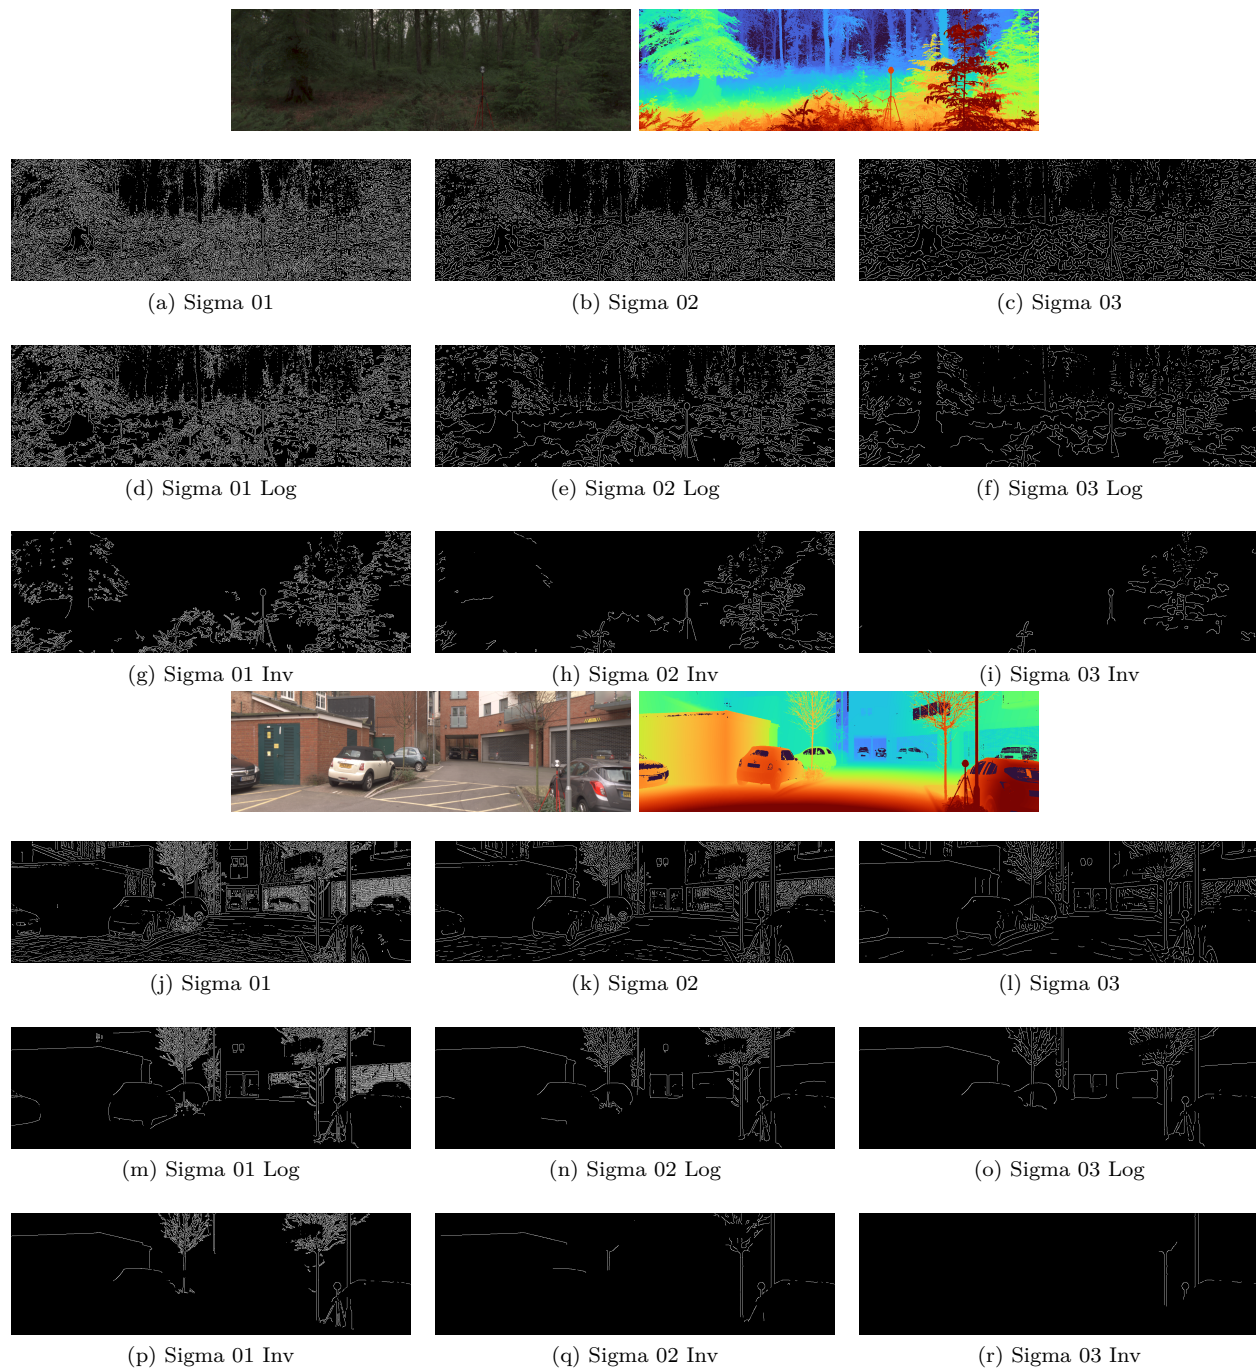 (a) Sigma 01
(b) Sigma 02
(c) Sigma 03
(d) Sigma 01 Log
(e) Sigma 02 Log
(f) Sigma 03 Log
(g) Sigma 01 Inv
(h) Sigma 02 Inv
(i) Sigma 03 Inv
(j) Sigma 01
(k) Sigma 02
(l) Sigma 03
(m) Sigma 01 Log
(n) Sigma 02 Log
(o) Sigma 03 Log
(p) Sigma 01 Inv
(q) Sigma 02 Inv
(r) Sigma 03 Inv